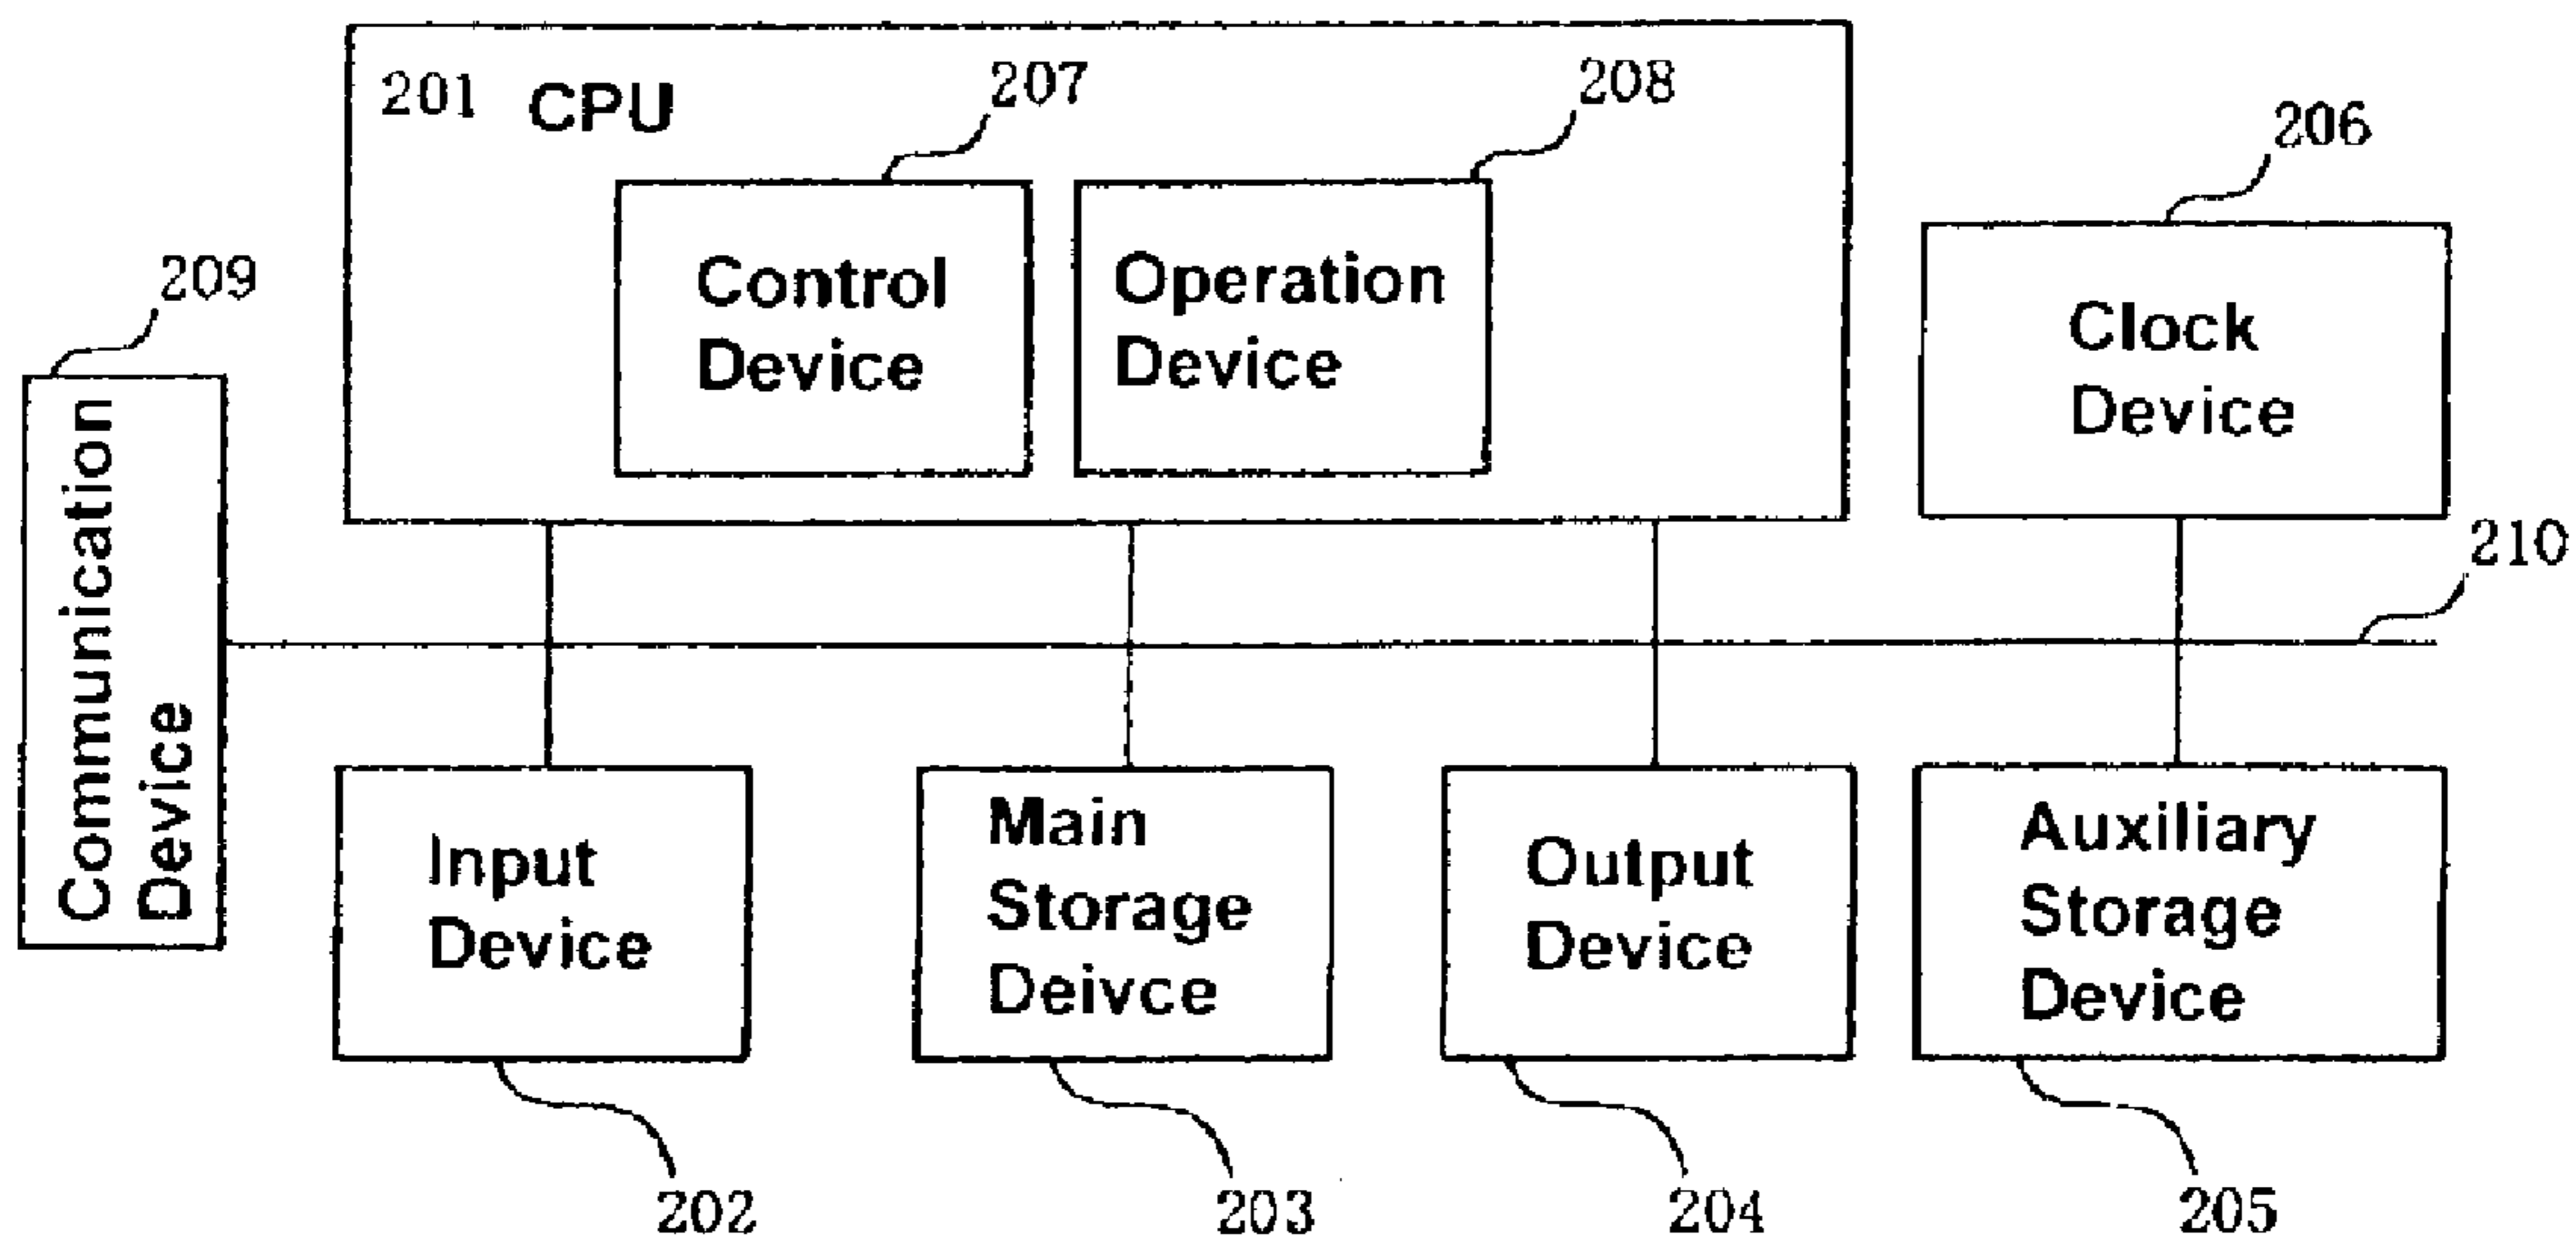 201 CPU
207
208
206
Control
Device
Operation
Device
Clock
Device
209
Communication
Device
210
Input
Device
Main
Storage
Deivce
Output
Device
Auxiliary
Storage
Device
202
203
204
205